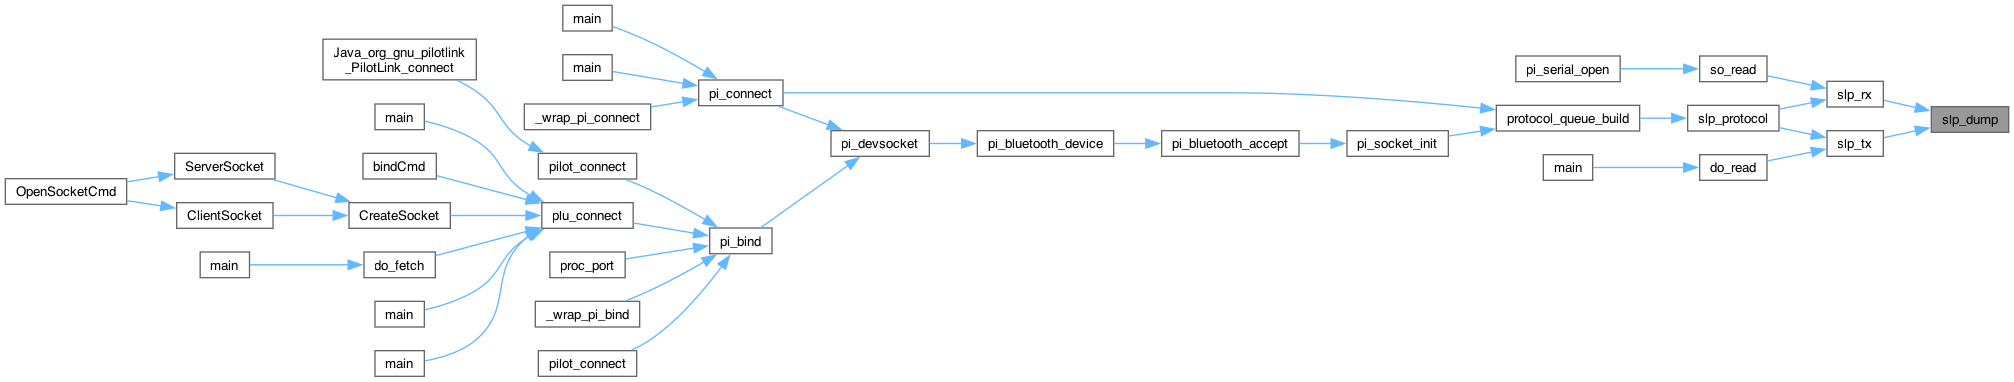 main
Java_org_gnu_pilotlink
_PilotLink_connect
main
pi_serial_open
so_read
pi_connect
slp_rx
main
_wrap_pi_connect
protocol_queue_build
slp_protocol
slp_dump
pi_devsocket
pi_bluetooth_device
pi_bluetooth_accept
pi_socket_init
slp_tx
ServerSocket
bindCmd
pilot_connect
main
do_read
OpenSocketCmd
ClientSocket
CreateSocket
plu_connect
pi_bind
main
do_fetch
proc_port
main
_wrap_pi_bind
main
pilot_connect